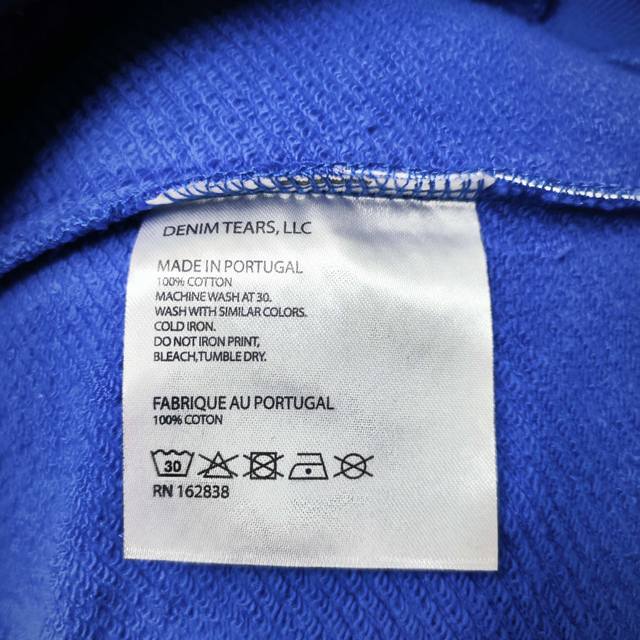 DENIM TEARS, LLC
MADE IN PORTUGAL
100% COTTON
MACHINE WASH AT 30.
WASH WITH SIMILAR COLORS.
COLD IRON.
DO NOT IRON PRINT,
BLEACH,TUMBLE DRY.
FABRIQUE AU PORTUGAL
100% COTON
30
RN 162838